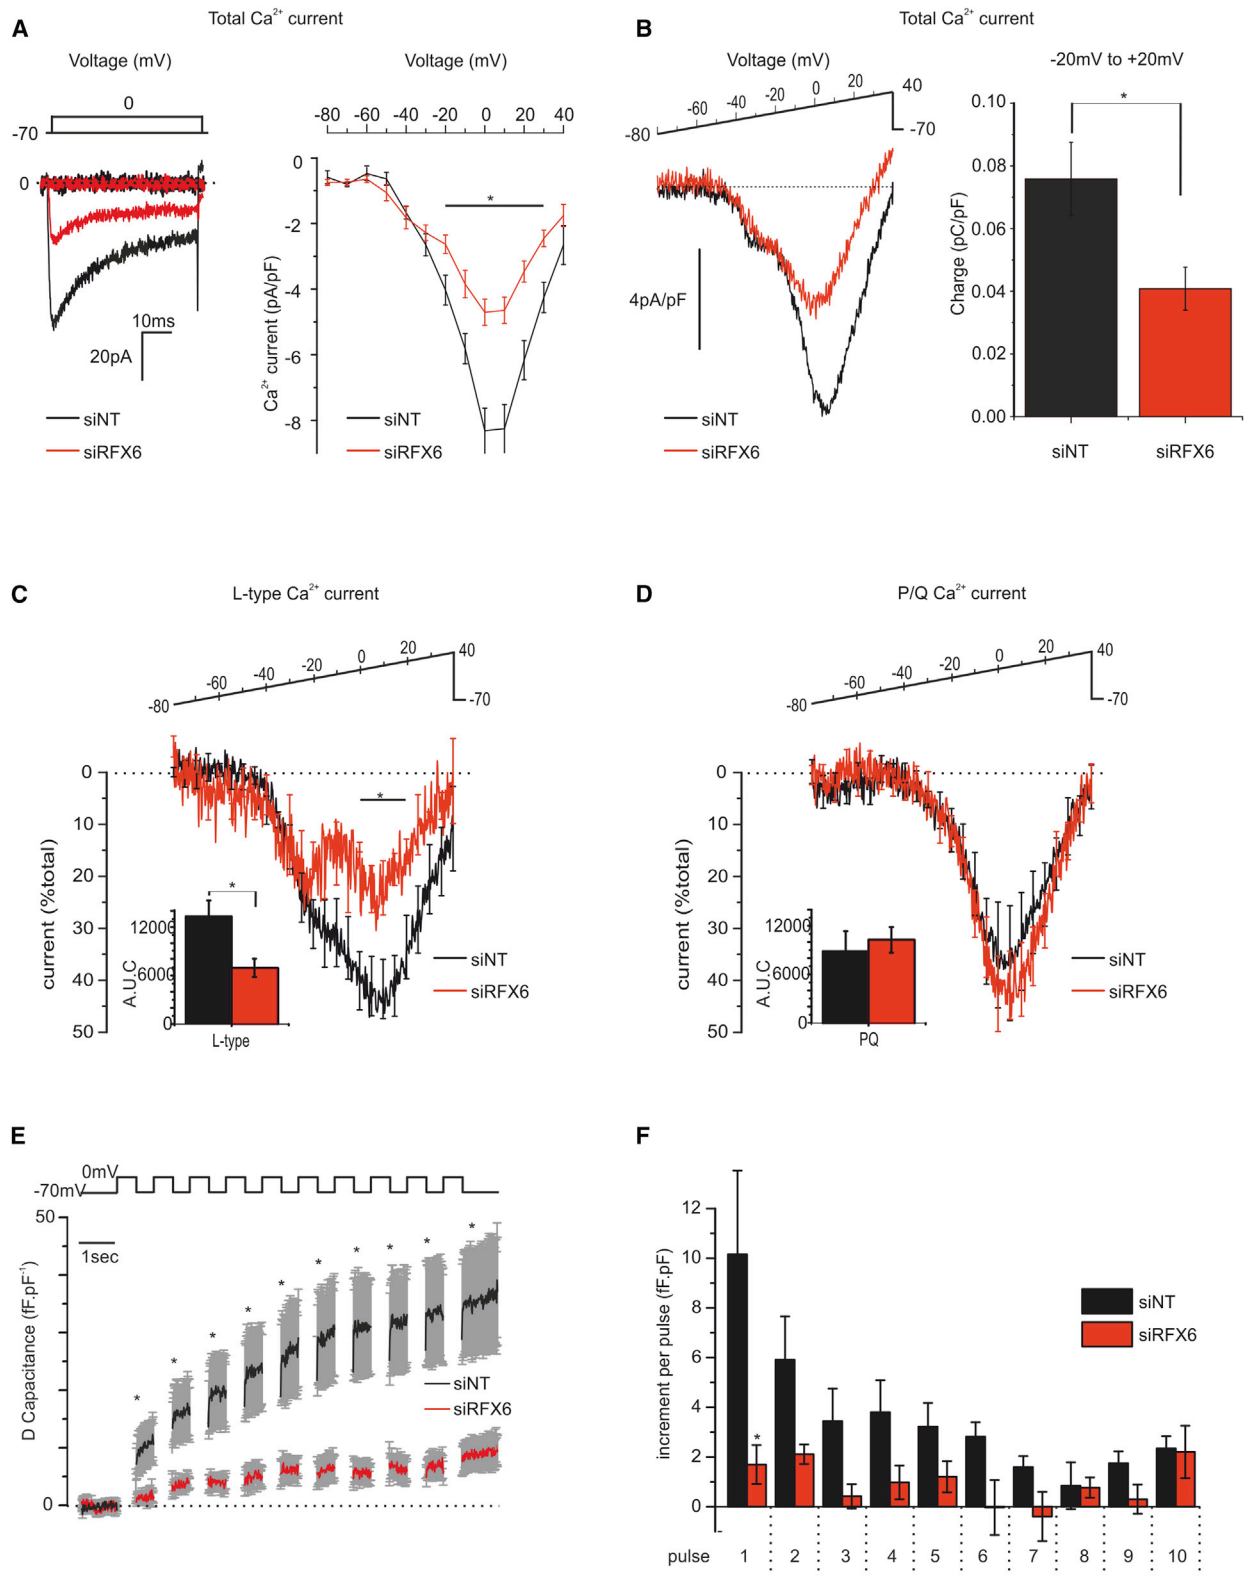 A
Total Ca²⁺ current
Voltage (mV)
0
-70
0
10ms
20pA
siNT
siRFX6
Voltage (mV)
-80 -60 -40 -20 0 20 40
0
-2
-4
-6
-8
Ca²⁺ current (pA/pF)
*
siNT
siRFX6
B
Total Ca²⁺ current
Voltage (mV)
-80 -60 -40 -20 0 20 40
-70
4pA/pF
siNT
siRFX6
-20mV to +20mV
*
0.10
0.08
0.06
0.04
0.02
0.00
Charge (pC/pF)
siNT siRFX6
C
L-type Ca²⁺ current
-80 -60 -40 -20 0 20 40
-70
0
10
20
30
40
50
current (%total)
*
*
12000
6000
0
A.U.C
L-type
siNT
siRFX6
D
P/Q Ca²⁺ current
-80 -60 -40 -20 0 20 40
-70
0
10
20
30
40
50
current (%total)
12000
6000
0
A.U.C
PQ
siNT
siRFX6
E
0mV
-70mV
50
1sec
0
D Capacitance (fF.pF⁻¹)
* * * * * * * * * *
siNT
siRFX6
F
12
10
8
6
4
2
0
-
increment per pulse (fF.pF)
*
siNT
siRFX6
pulse 1 2 3 4 5 6 7 8 9 10